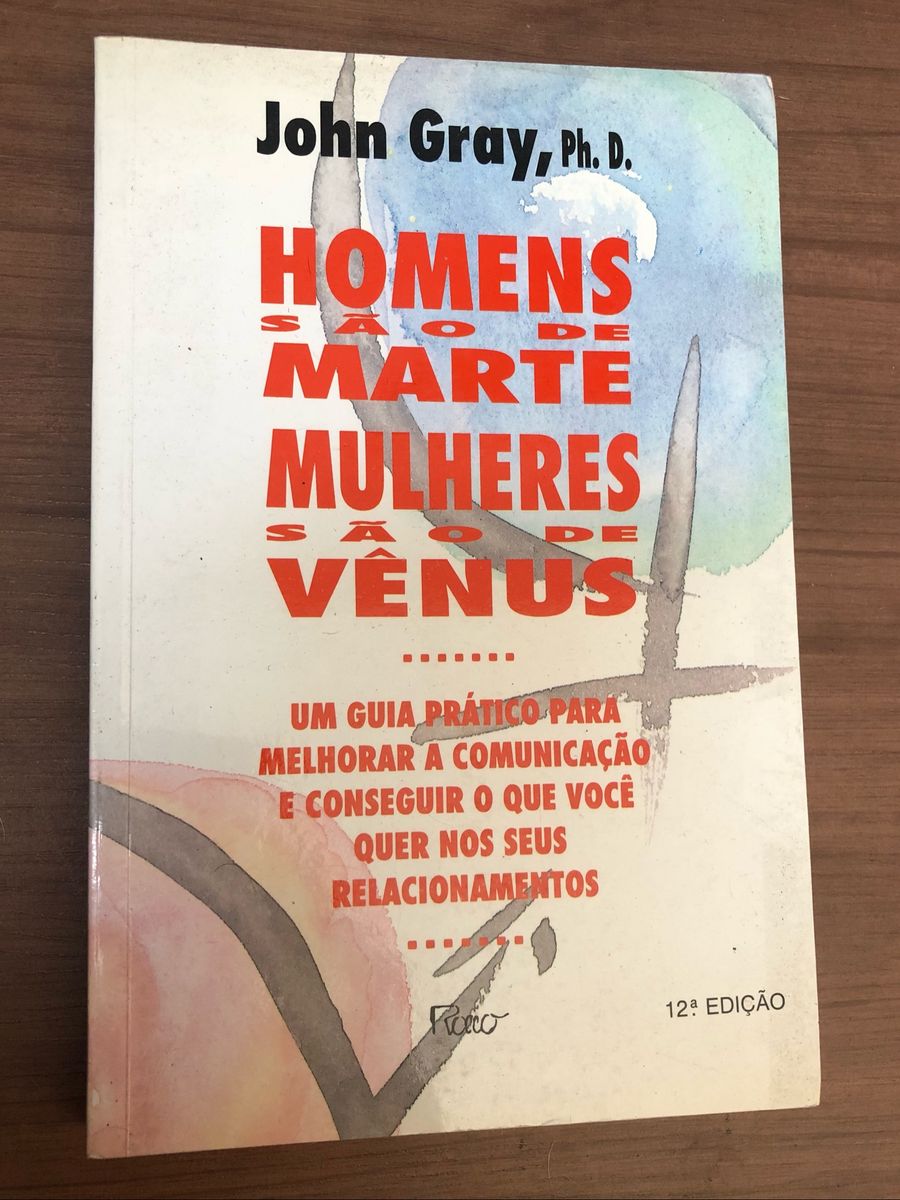 John Gray, Ph. D.
HOMENS
SÃO DE
MARTE
MULHERES
SÃO DE
VÊNUS
UM GUIA PRÁTICO PARA
MELHORAR A COMUNICAÇÃO
E CONSEGUIR O QUE VOCÊ
QUER NOS SEUS
RELACIONAMENTOS
Rocco
12ª EDIÇÃO